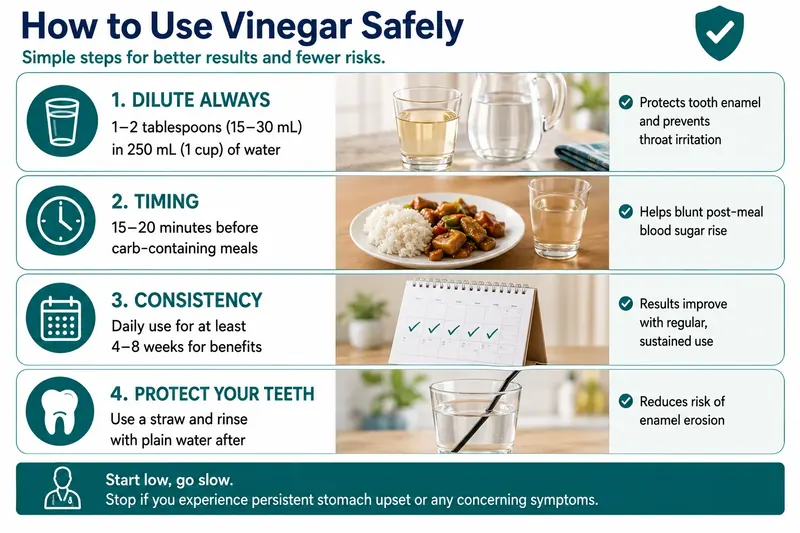 How to Use Vinegar Safely
Simple steps for better results and fewer risks.
1. DILUTE ALWAYS
1–2 tablespoons (15–30 mL)
in 250 mL (1 cup) of water
Protects tooth enamel
and prevents
throat irritation
2. TIMING
15–20 minutes before
carb-containing meals
Helps blunt post-meal
blood sugar rise
3. CONSISTENCY
Daily use for at least
4–8 weeks for benefits
Results improve
with regular,
sustained use
4. PROTECT YOUR TEETH
Use a straw and rinse
with plain water after
Reduces risk of
enamel erosion
Start low, go slow.
Stop if you experience persistent stomach upset or any concerning symptoms.